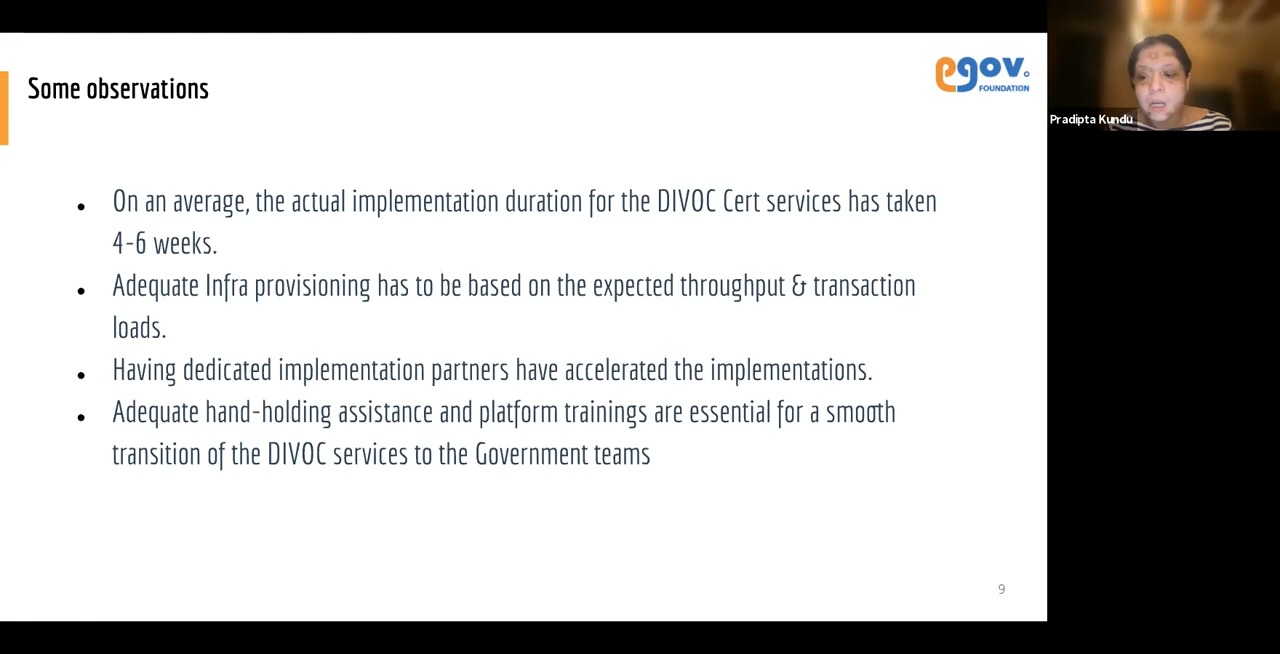 Some observations
egov.
FOUNDATION
Pradipta Kundu
• On an average, the actual implementation duration for the DIVOC Cert services has taken
4-6 weeks.
• Adequate Infra provisioning has to be based on the expected throughput & transaction
loads.
• Having dedicated implementation partners have accelerated the implementations.
• Adequate hand-holding assistance and platform trainings are essential for a smooth
transition of the DIVOC services to the Government teams
9